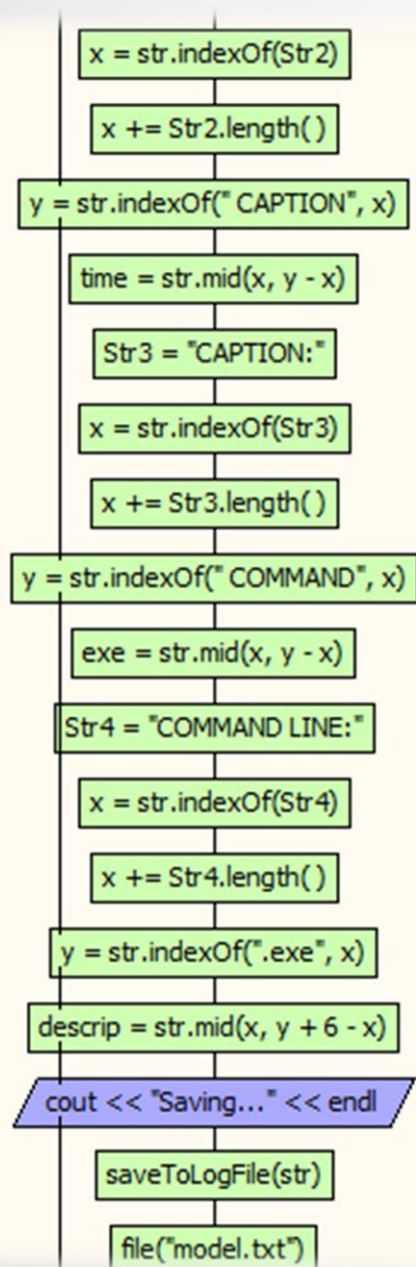 x = str.indexOf(Str2)
x += Str2.length()
y = str.indexOf(" CAPTION", x)
time = str.mid(x, y - x)
Str3 = "CAPTION:"
x = str.indexOf(Str3)
x += Str3.length()
y = str.indexOf(" COMMAND", x)
exe = str.mid(x, y - x)
Str4 = "COMMAND LINE:"
x = str.indexOf(Str4)
x += Str4.length()
y = str.indexOf(".exe", x)
descrip = str.mid(x, y + 6 - x)
cout << "Saving..." << endl
saveToLogFile(str)
file("model.txt")